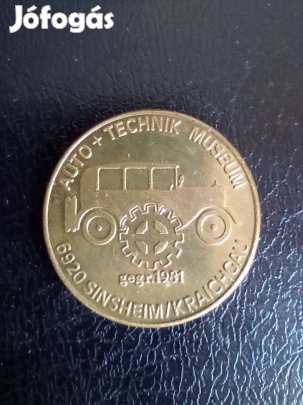 Jófogás
AUTO + TECHNIK MUSEUM
gegr. 1981
6920 SINSHEIM/KRAICHGAU